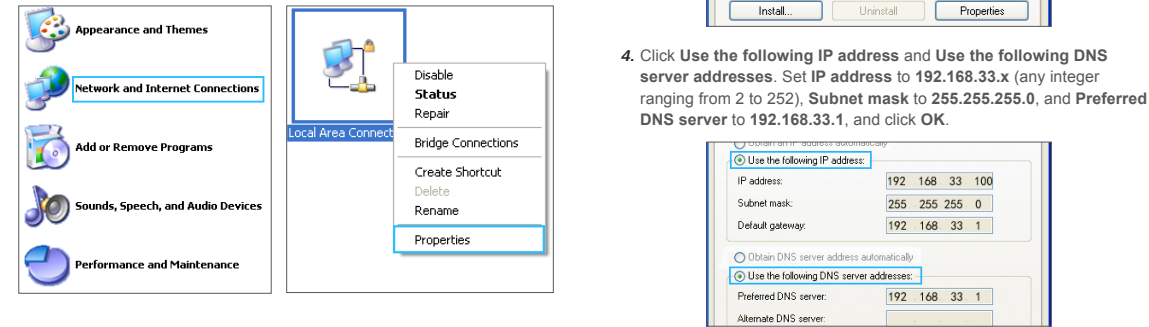 Appearance and Themes
Network and Internet Connections
Add or Remove Programs
Sounds, Speech, and Audio Devices
Performance and Maintenance
Local Area Connect
Disable
Status
Repair
Bridge Connections
Create Shortcut
Delete
Rename
Properties
Install... Uninstall Properties
4. Click Use the following IP address and Use the following DNS
server addresses. Set IP address to 192.168.33.x (any integer
ranging from 2 to 252), Subnet mask to 255.255.255.0, and Preferred
DNS server to 192.168.33.1, and click OK.
Obtain an IP address automatically
Use the following IP address:
IP address: 192 . 168 . 33 . 100
Subnet mask: 255 . 255 . 255 . 0
Default gateway: 192 . 168 . 33 . 1
Obtain DNS server address automatically
Use the following DNS server addresses:
Preferred DNS server: 192 . 168 . 33 . 1
Alternate DNS server: